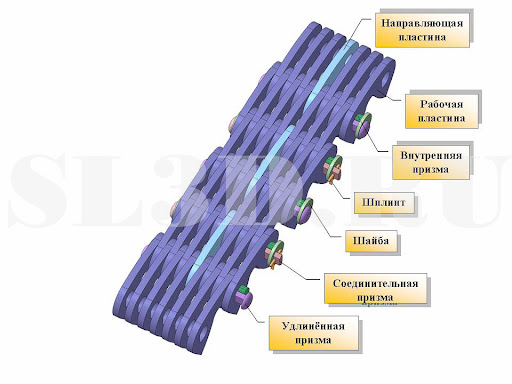 Направляющая
пластина
Рабочая
пластина
Внутренняя
призма
Шплинт
Шайба
Соединительная
призма
Удлинённая
призма
SL3D.RU